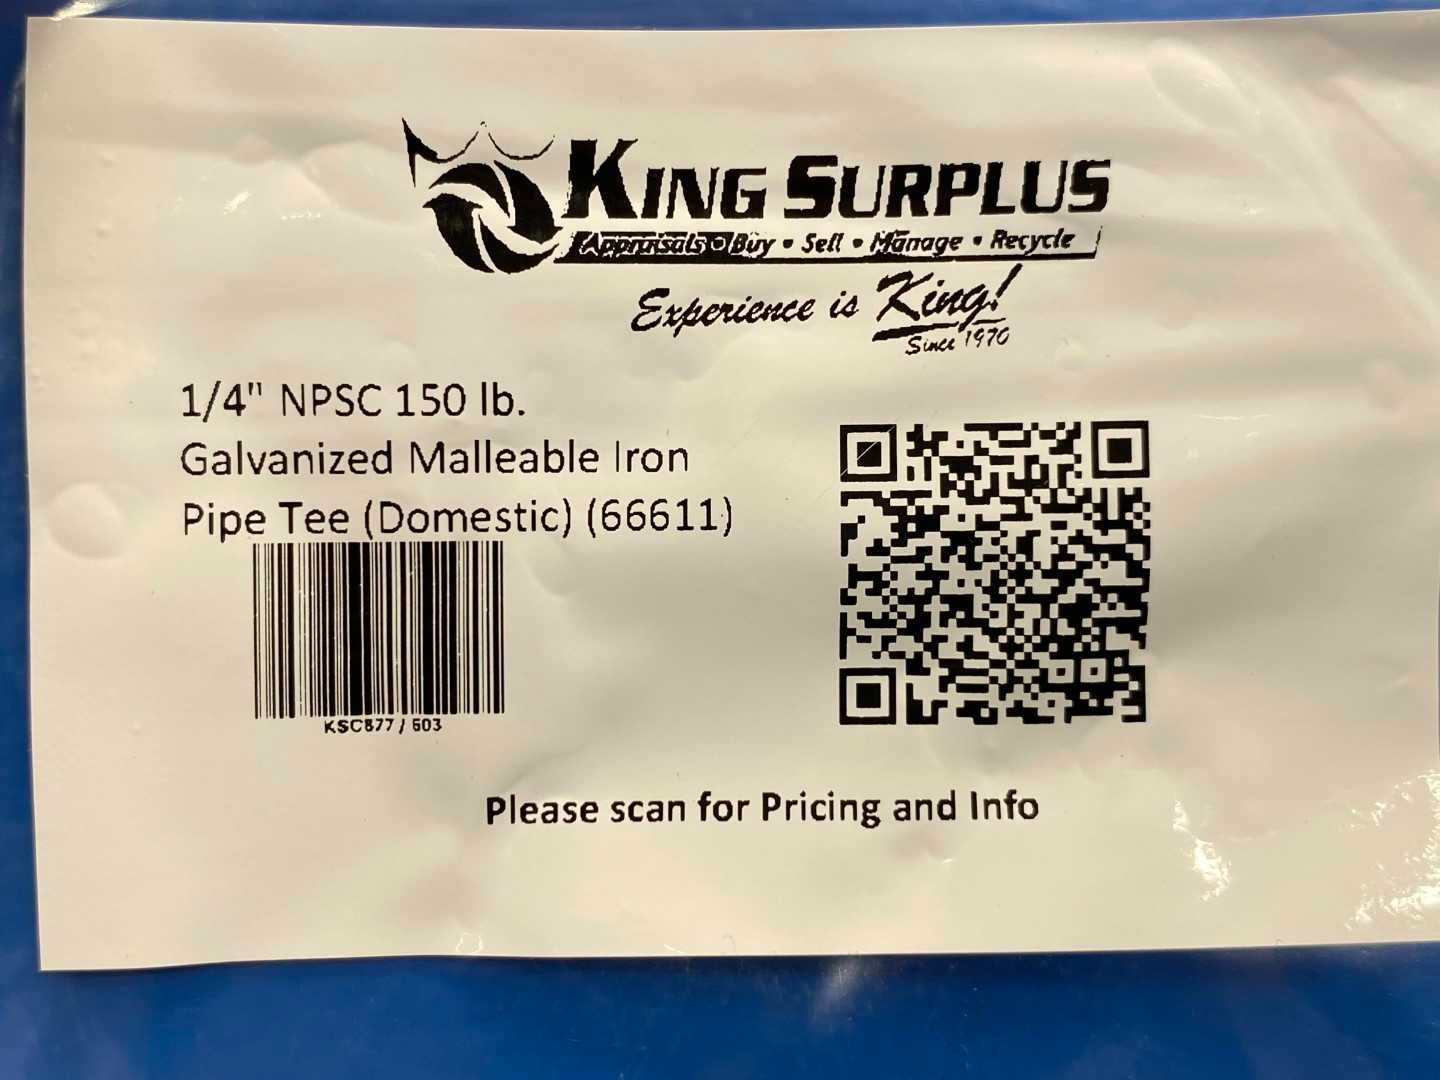 KING SURPLUS
Appraisals • Buy • Sell • Manage • Recycle
Experience is King!
Since 1970
1/4" NPSC 150 lb.
Galvanized Malleable Iron
Pipe Tee (Domestic) (66611)
KSC877 / 503
Please scan for Pricing and Info